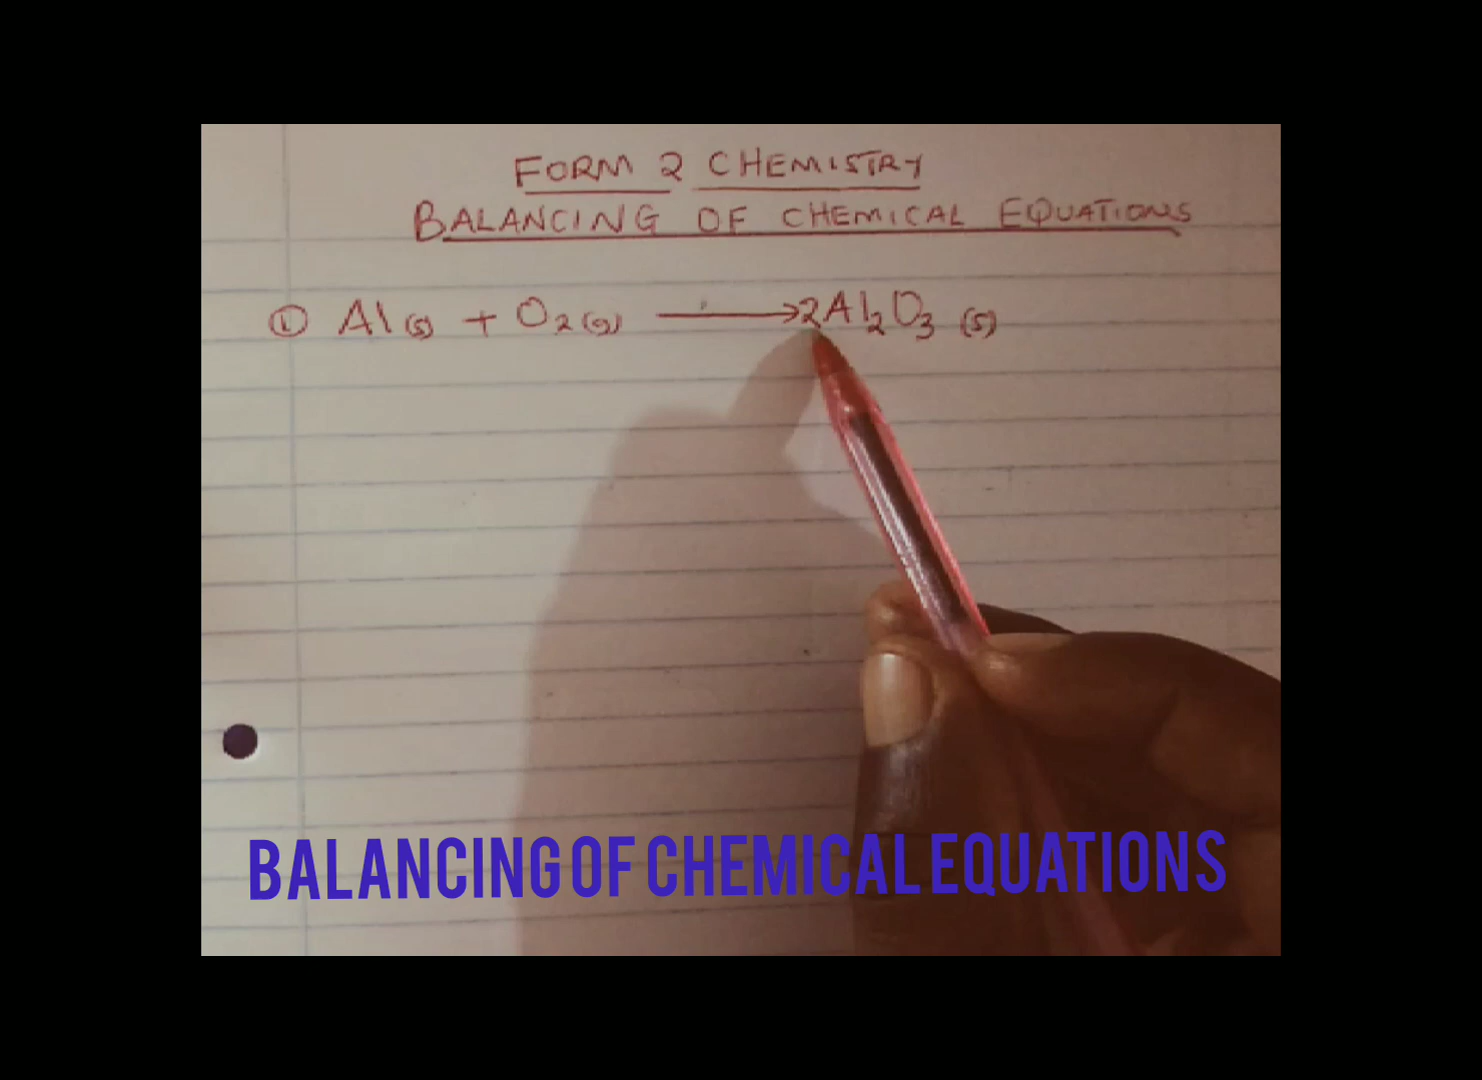 FORM 2 CHEMISTRY
BALANCING OF CHEMICAL EQUATIONS
① Al(s) + O₂(g) → 2Al₂O₃ (s)
BALANCING OF CHEMICAL EQUATIONS